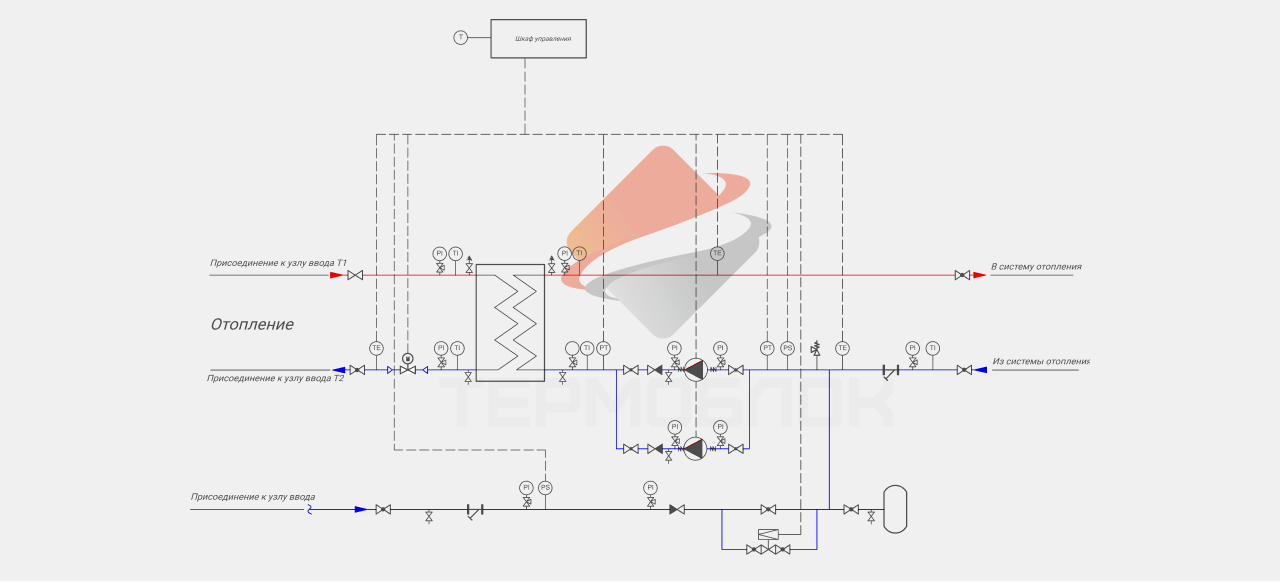 T Шкаф управления
TE
PI TI PI TI
Присоединение к узлу ввода T1
В систему отопления
Отопление
TE PI TI TI PT PI PI PT PS TE PI TI
Из системы отопления
Присоединение к узлу ввода T2
ТЕРМОБЛОК
PI PI
Присоединение к узлу ввода
PI PS PI